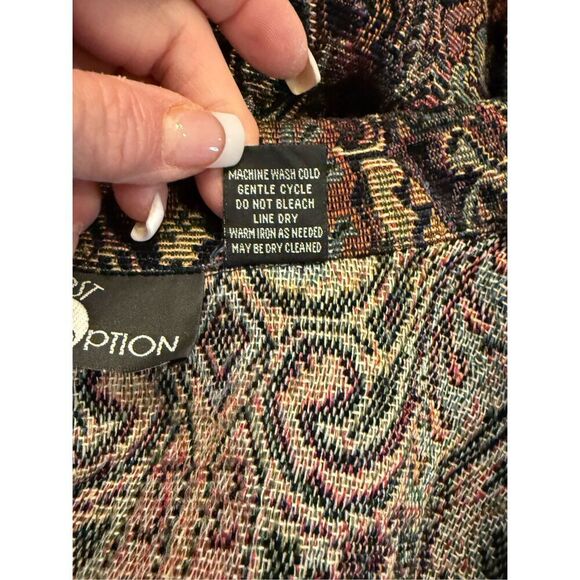 MACHINE WASH COLD
GENTLE CYCLE
DO NOT BLEACH
LINE DRY
WARM IRON AS NEEDED
MAY BE DRY CLEANED
PTION